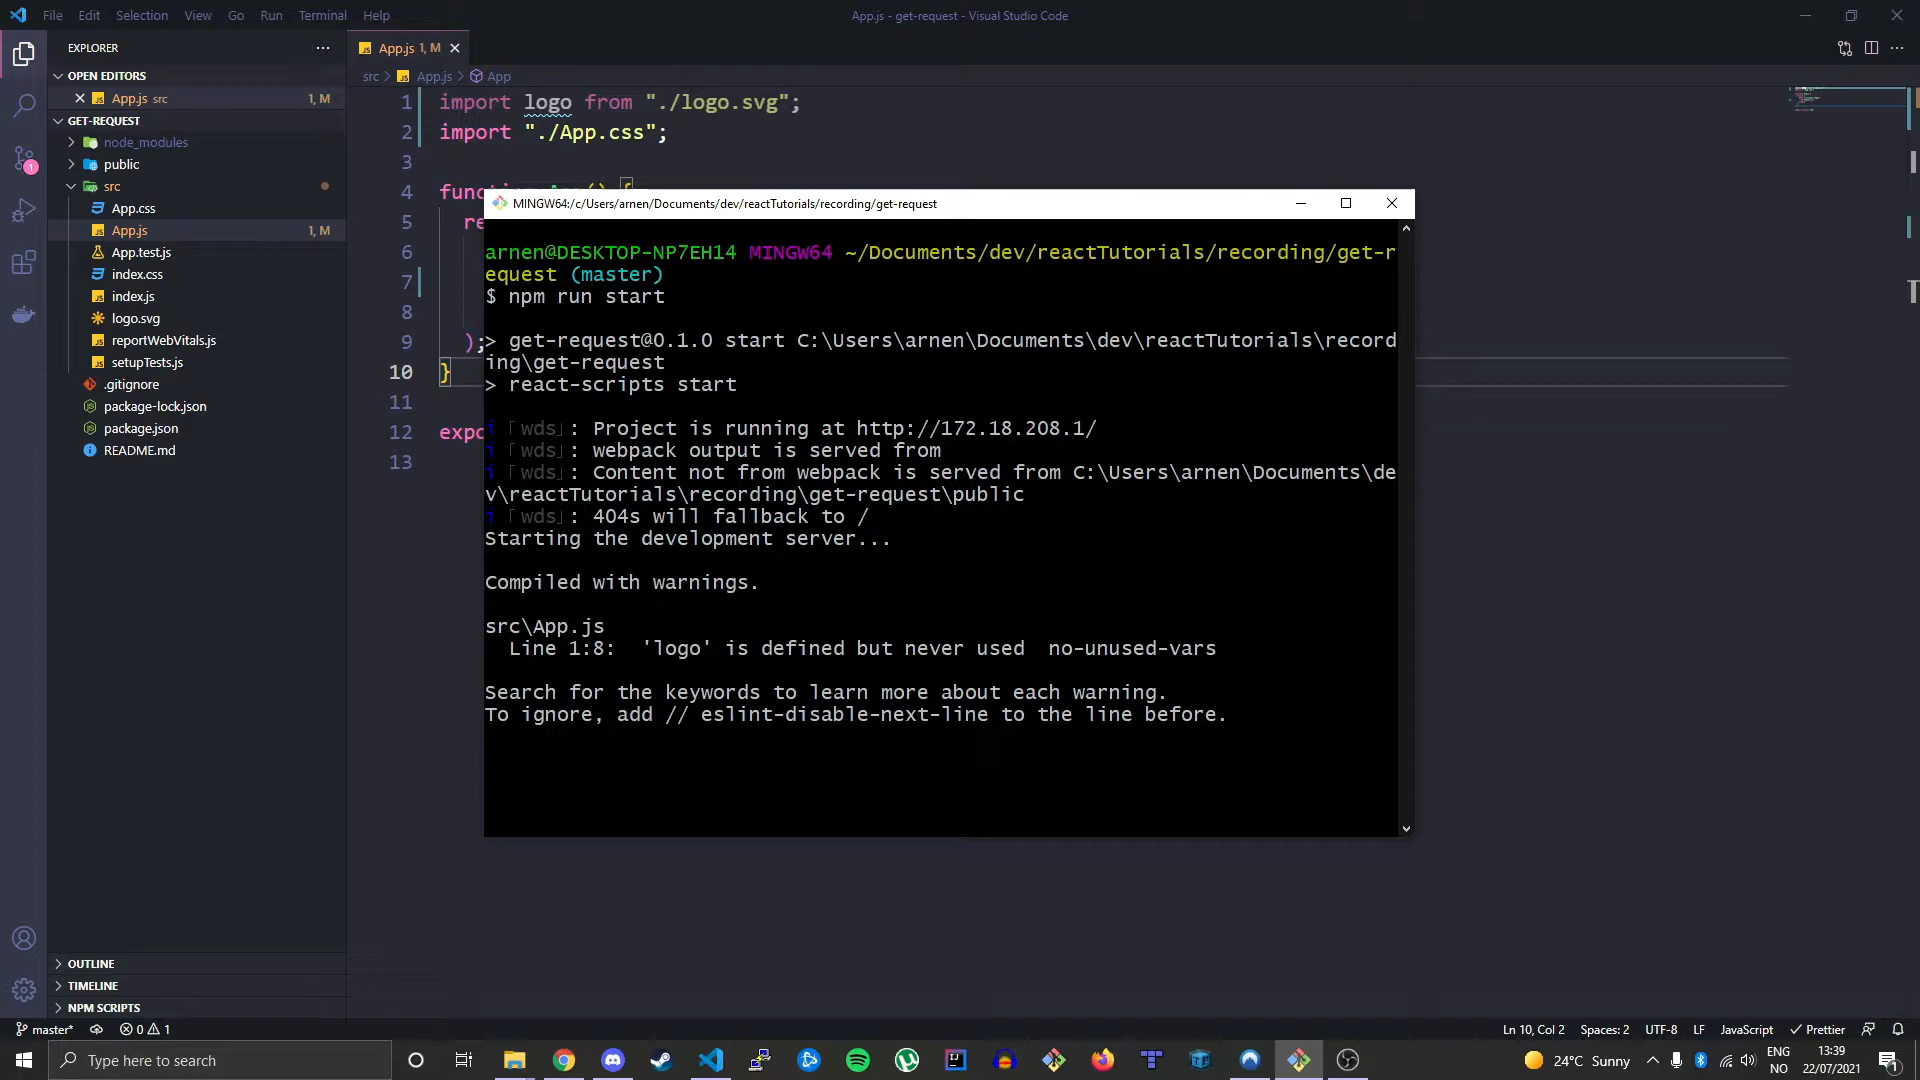 File Edit Selection View Go Run Terminal Help
App.js - get-request - Visual Studio Code
EXPLORER
App.js 1, M
OPEN EDITORS
App.js src 1, M
src > App.js > App
GET-REQUEST
node_modules
public
src
App.css
App.js 1, M
App.test.js
index.css
index.js
logo.svg
reportWebVitals.js
setupTests.js
.gitignore
package-lock.json
package.json
README.md
OUTLINE
TIMELINE
NPM SCRIPTS
1 import logo from "./logo.svg";
2 import "./App.css";
3
4
5 re
6
7
8
9 );
10 }
11
12 expo
13
MINGW64:/c/Users/arnen/Documents/dev/reactTutorials/recording/get-request
arnen@DESKTOP-NP7EH14 MINGW64 ~/Documents/dev/reactTutorials/recording/get-r
equest (master)
$ npm run start
> get-request@0.1.0 start C:\Users\arnen\Documents\dev\reactTutorials\record
ing\get-request
> react-scripts start
i ｢wds｣: Project is running at http://172.18.208.1/
i ｢wds｣: webpack output is served from
i ｢wds｣: Content not from webpack is served from C:\Users\arnen\Documents\de
v\reactTutorials\recording\get-request\public
i ｢wds｣: 404s will fallback to /
Starting the development server...
Compiled with warnings.
src\App.js
Line 1:8: 'logo' is defined but never used no-unused-vars
Search for the keywords to learn more about each warning.
To ignore, add // eslint-disable-next-line to the line before.
master* 0 1
Ln 10, Col 2 Spaces: 2 UTF-8 LF JavaScript Prettier
Type here to search
24°C Sunny
ENG
NO
13:39
22/07/2021
1